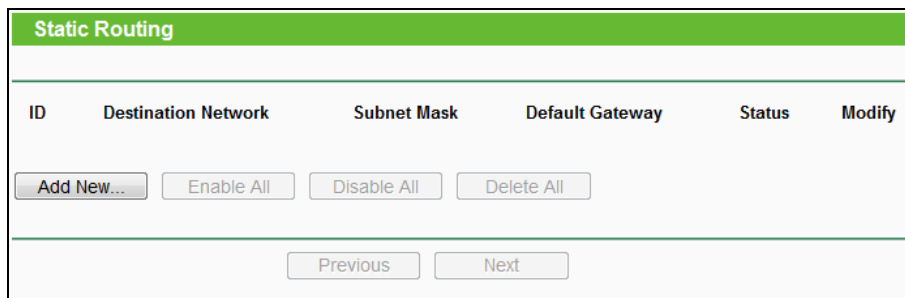 Static Routing
ID Destination Network Subnet Mask Default Gateway Status Modify
Add New... Enable All Disable All Delete All
Previous Next